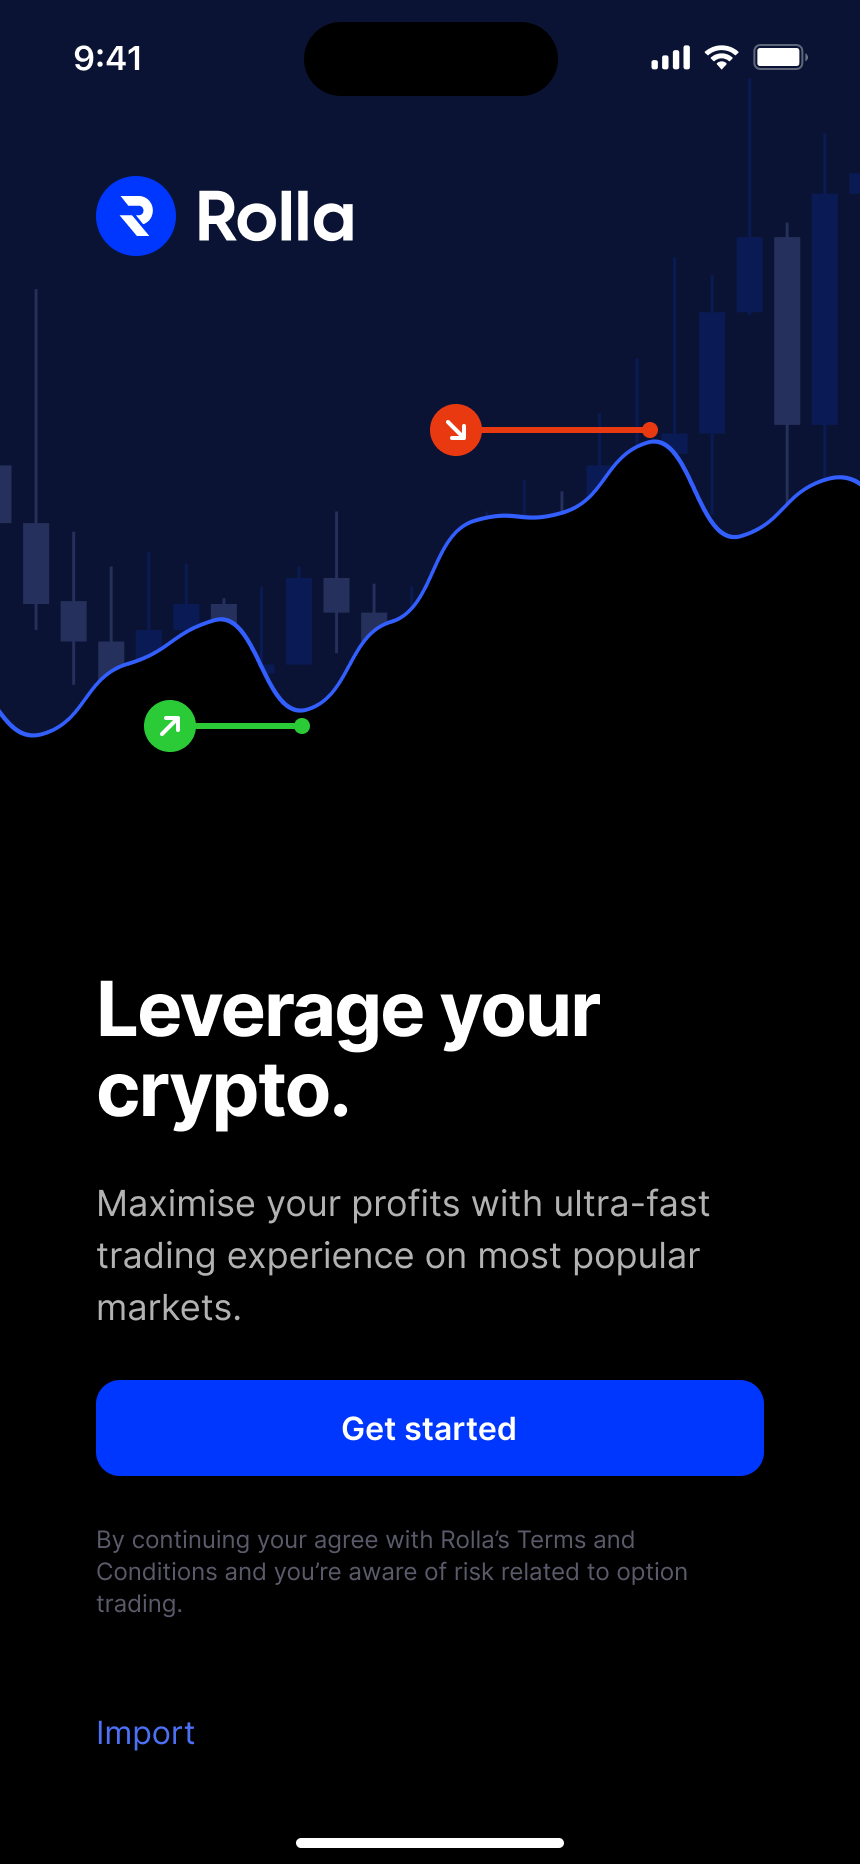 9:41
Rolla
Leverage your
crypto.
Maximise your profits with ultra-fast
trading experience on most popular
markets.
Get started
By continuing your agree with Rolla’s Terms and
Conditions and you’re aware of risk related to option
trading.
Import